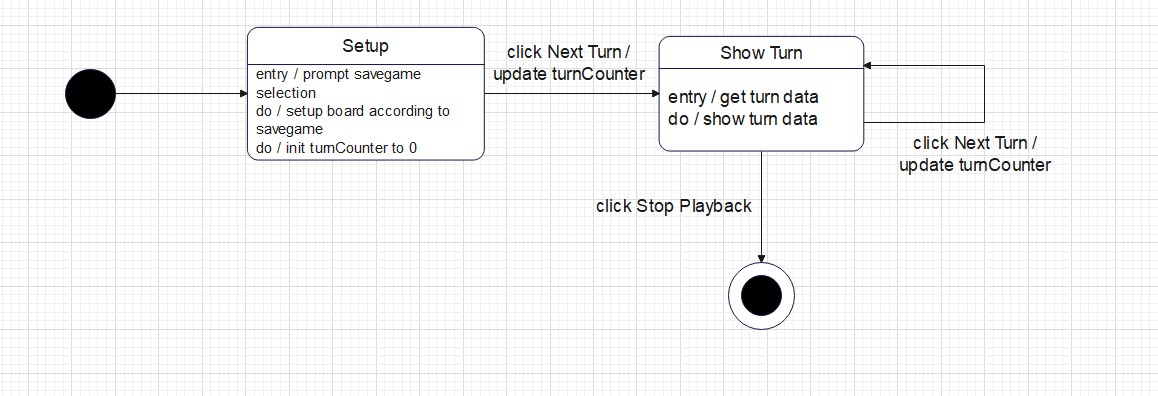 Setup
entry / prompt savegame
selection
do / setup board according to
savegame
do / init turnCounter to 0
click Next Turn /
update turnCounter
Show Turn
entry / get turn data
do / show turn data
click Next Turn /
update turnCounter
click Stop Playback